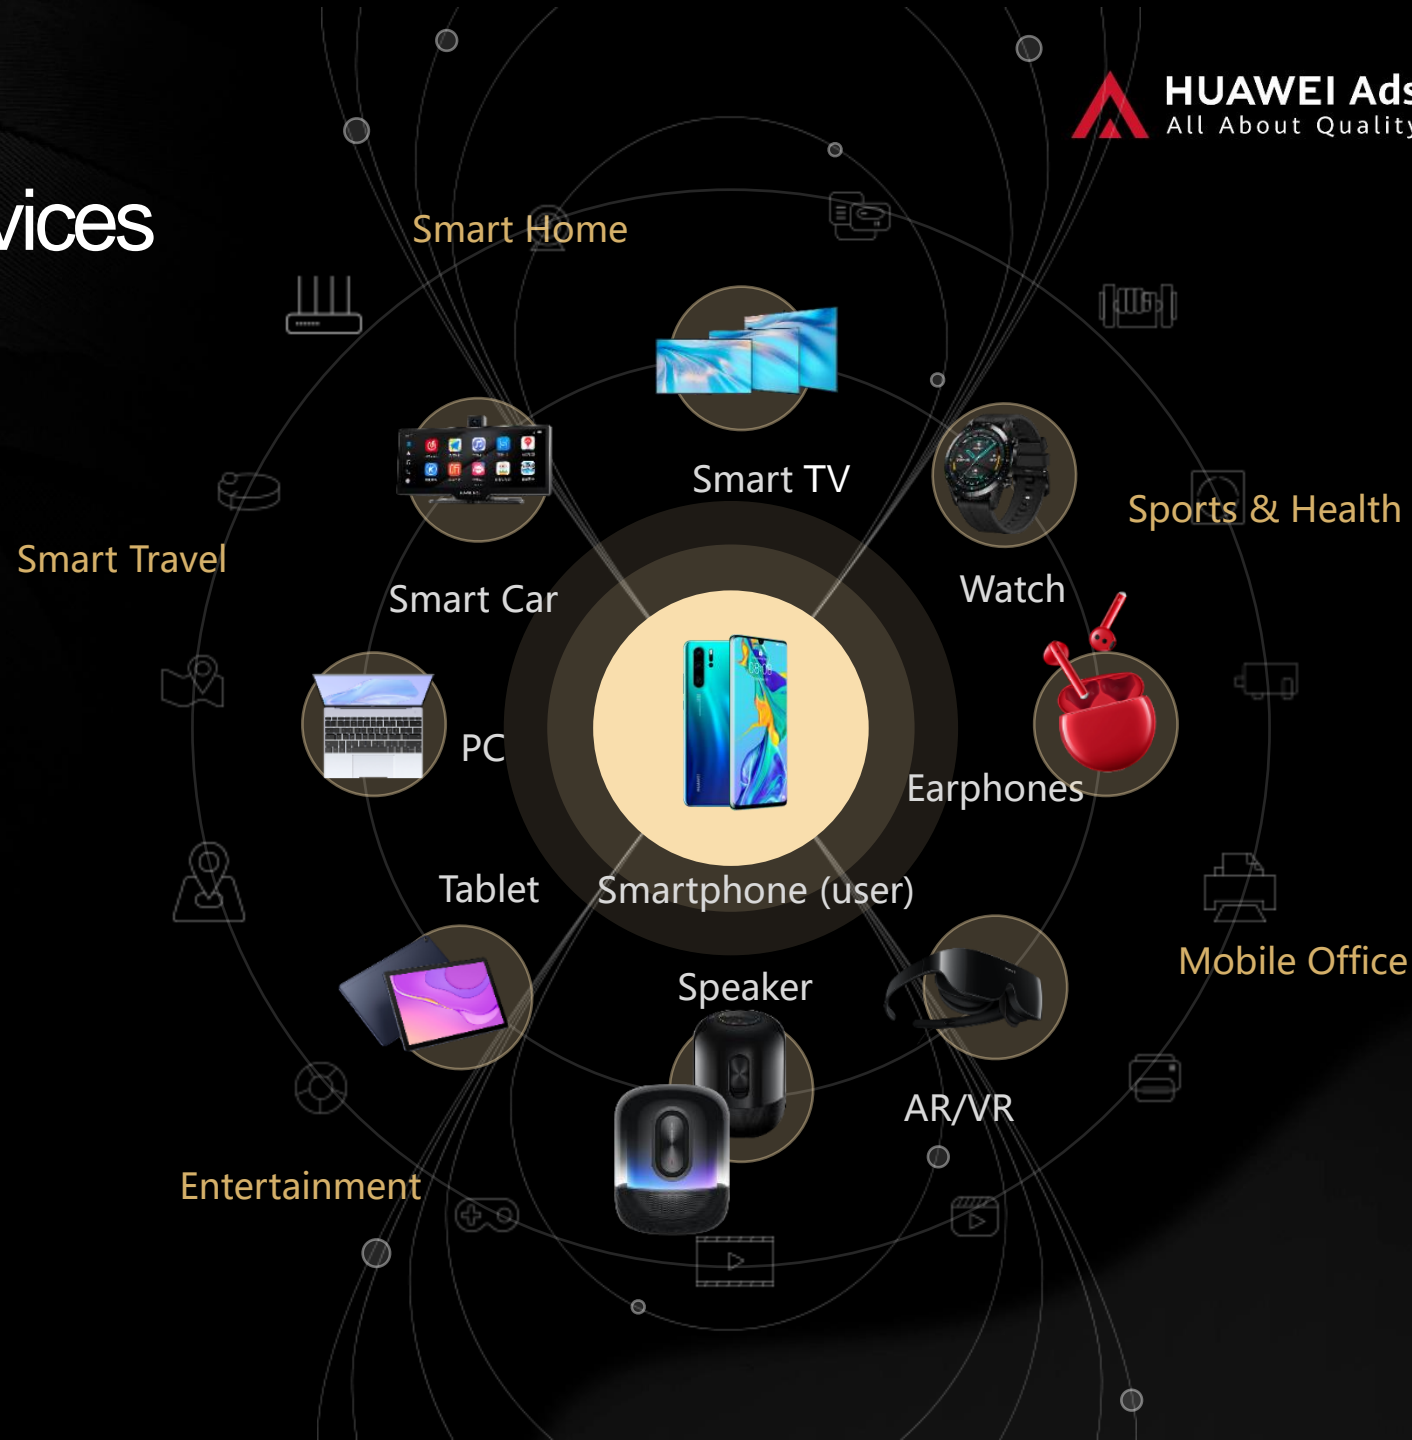 HUAWEI Ads
All About Quality
vices
Smart Home
Smart TV
Sports & Health
Smart Travel
Smart Car
Watch
PC
Earphones
Tablet
Smartphone (user)
Mobile Office
Speaker
AR/VR
Entertainment